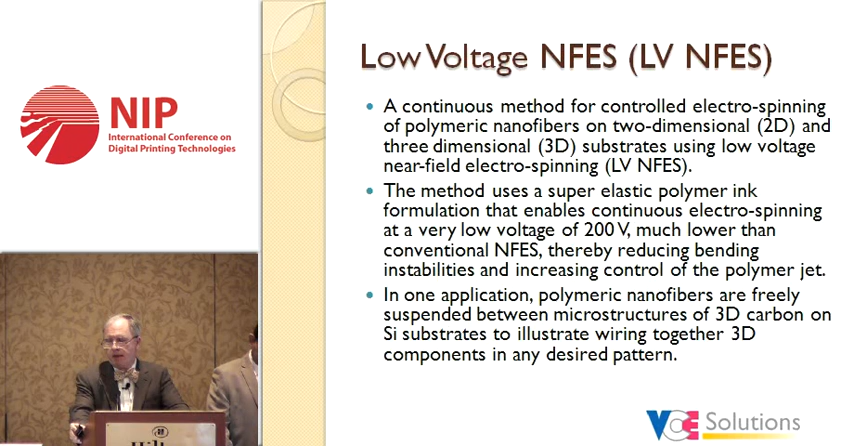 NIP
International Conference on
Digital Printing Technologies
Low Voltage NFES (LV NFES)
• A continuous method for controlled electro-spinning
of polymeric nanofibers on two-dimensional (2D) and
three dimensional (3D) substrates using low voltage
near-field electro-spinning (LV NFES).
• The method uses a super elastic polymer ink
formulation that enables continuous electro-spinning
at a very low voltage of 200 V, much lower than
conventional NFES, thereby reducing bending
instabilities and increasing control of the polymer jet.
• In one application, polymeric nanofibers are freely
suspended between microstructures of 3D carbon on
Si substrates to illustrate wiring together 3D
components in any desired pattern.
Solutions